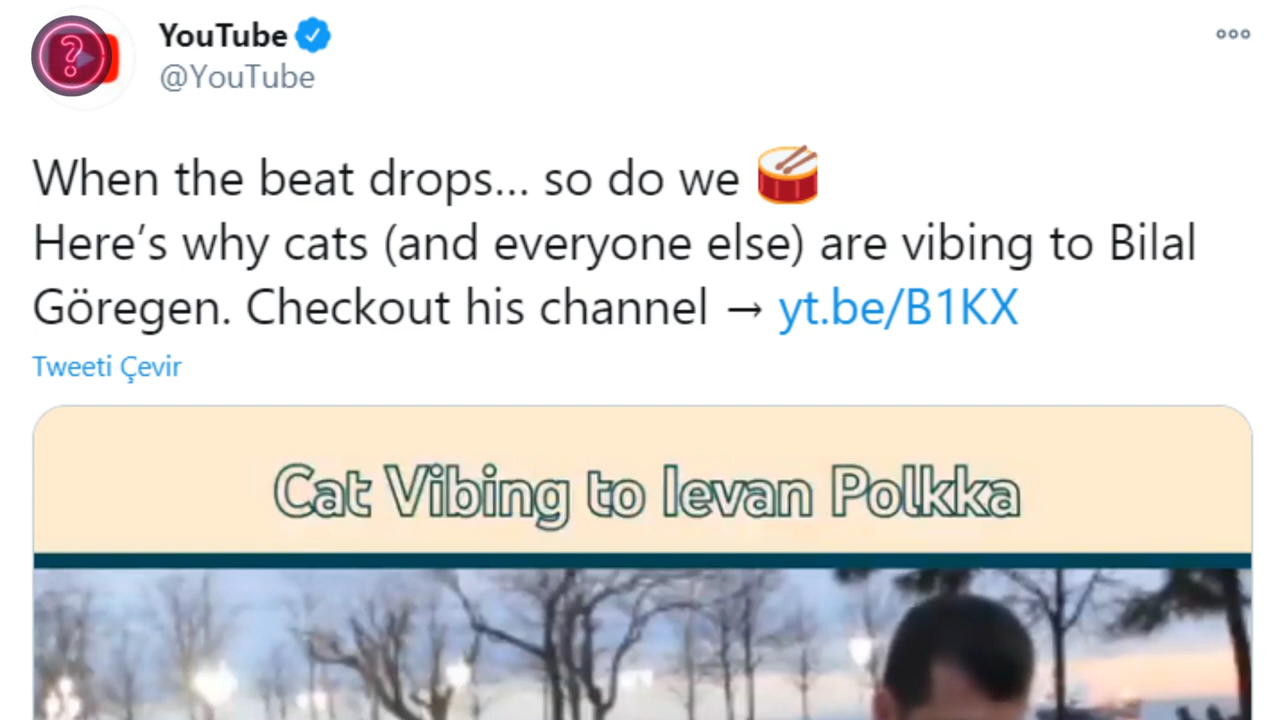 YouTube
@YouTube
When the beat drops... so do we
Here's why cats (and everyone else) are vibing to Bilal
Göregen. Checkout his channel → yt.be/B1KX
Tweeti Çevir
Cat Vibing to Ievan Polkka